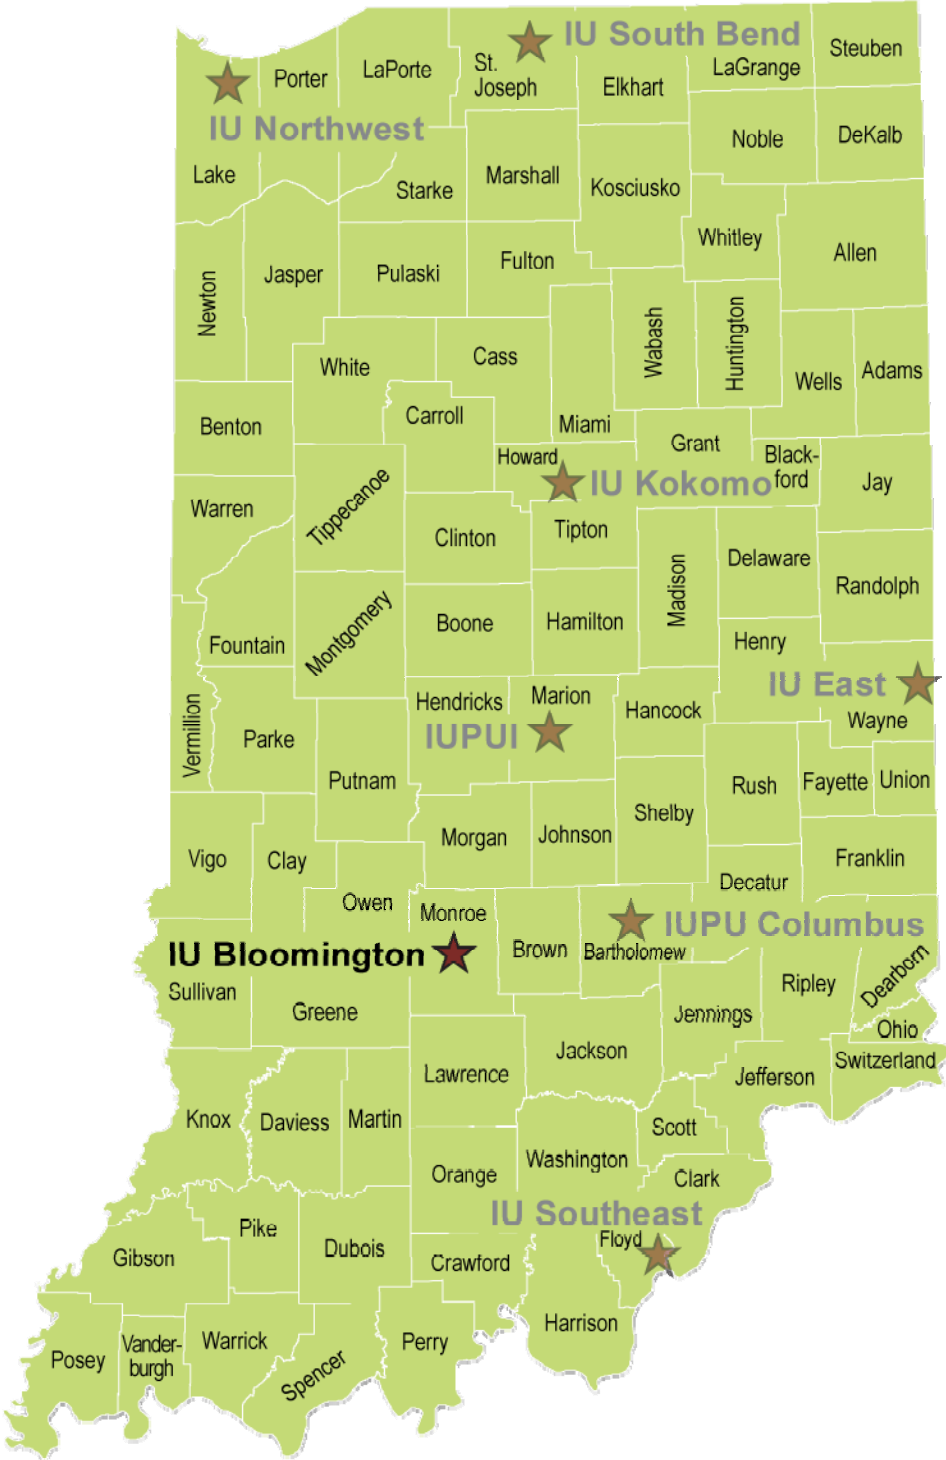 IU South Bend
Steuben
St.
Joseph
LaPorte
Porter
LaGrange
Elkhart
IU Northwest
Noble
DeKalb
Lake
Starke
Marshall
Kosciusko
Whitley
Allen
Newton
Jasper
Pulaski
Fulton
Wabash
Huntington
White
Cass
Wells
Adams
Benton
Carroll
Miami
Grant
Howard
Black-
ford
IU Kokomo
Jay
Warren
Tippecanoe
Clinton
Tipton
Delaware
Madison
Randolph
Fountain
Montgomery
Boone
Hamilton
Henry
IU East
Wayne
Vermillion
Parke
Hendricks
Marion
Hancock
IUPUI
Putnam
Rush
Fayette
Union
Shelby
Morgan
Johnson
Vigo
Clay
Franklin
Decatur
Owen
Monroe
IUPU Columbus
IU Bloomington
Brown
Bartholomew
Sullivan
Greene
Ripley
Dearborn
Jennings
Ohio
Jackson
Switzerland
Lawrence
Jefferson
Knox
Daviess
Martin
Scott
Washington
Orange
Clark
IU Southeast
Floyd
Pike
Gibson
Dubois
Crawford
Harrison
Posey
Vander-
burgh
Warrick
Spencer
Perry